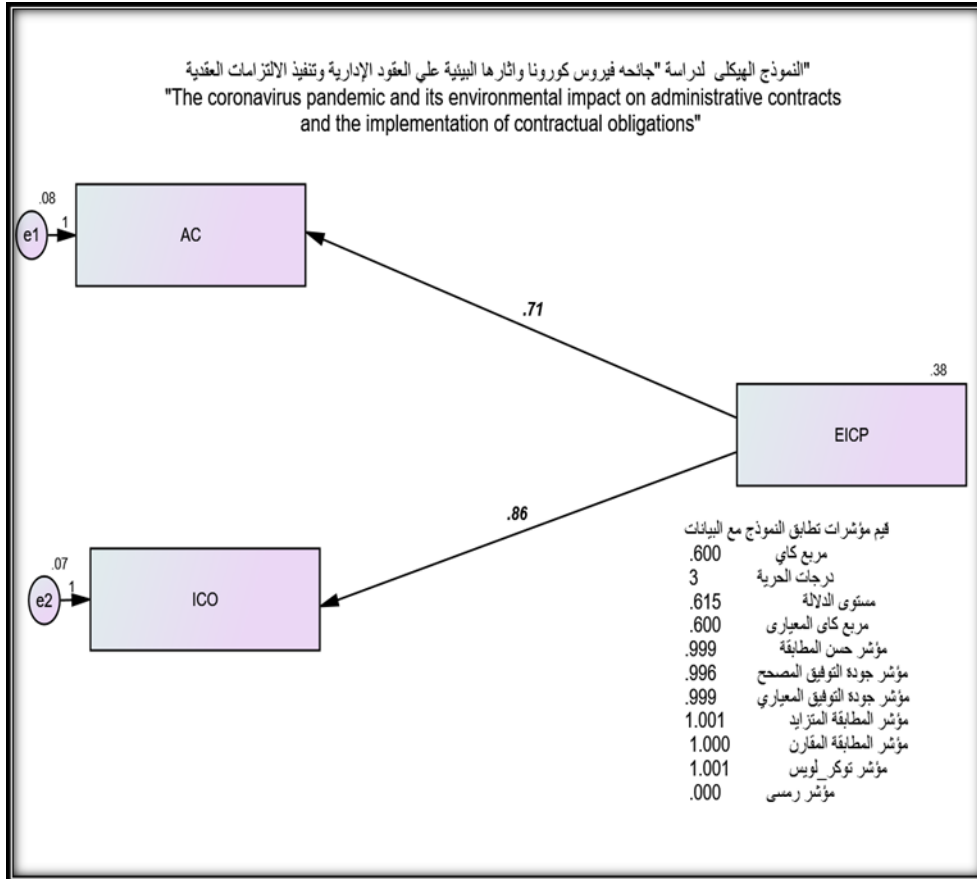 "النموذج الهيكلى لدراسة "جائحه فيروس كورونا واثارها البيئية علي العقود الإدارية وتنفيذ الالتزامات العقدية
"The coronavirus pandemic and its environmental impact on administrative contracts
and the implementation of contractual obligations"
.08
e1
1
AC
.71
.38
EICP
.86
.07
e2
1
ICO
قيم مؤشرات تطابق النموذج مع البيانات
مربع كاي .600
درجات الحرية 3
مستوى الدلالة .615
مربع كاى المعيارى .600
مؤشر حسن المطابقة .999
مؤشر جودة التوفيق المصحح .996
مؤشر جودة التوفيق المعياري .999
مؤشر المطابقة المتزايد 1.001
مؤشر المطابقة المقارن 1.000
مؤشر توكر_لويس 1.001
مؤشر رمسى .000